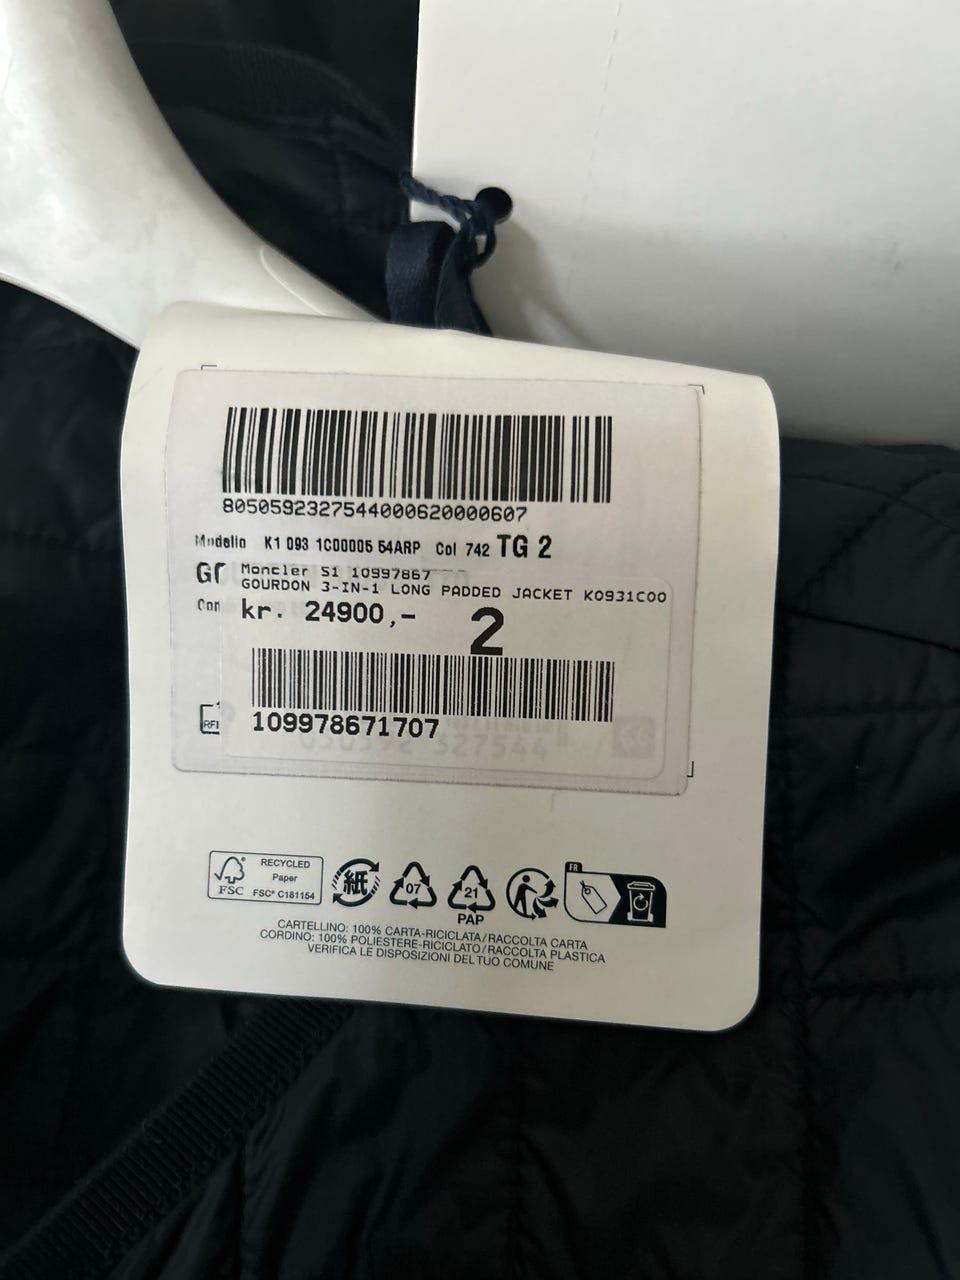 8050592327544000620000607
Modello K1 093 1C00005 54ARP Col 742 TG 2
Moncler S1 10997867
GOURDON 3-IN-1 LONG PADDED JACKET K0931C00
kr. 24900,- 2
RFI
109978671707
FSC
RECYCLED
Paper
FSC® C181154
紙
07
21
PAP
FR
CARTELLINO: 100% CARTA-RICICLATA/RACCOLTA CARTA
CORDINO: 100% POLIESTERE-RICICLATO/RACCOLTA PLASTICA
VERIFICA LE DISPOSIZIONI DEL TUO COMUNE